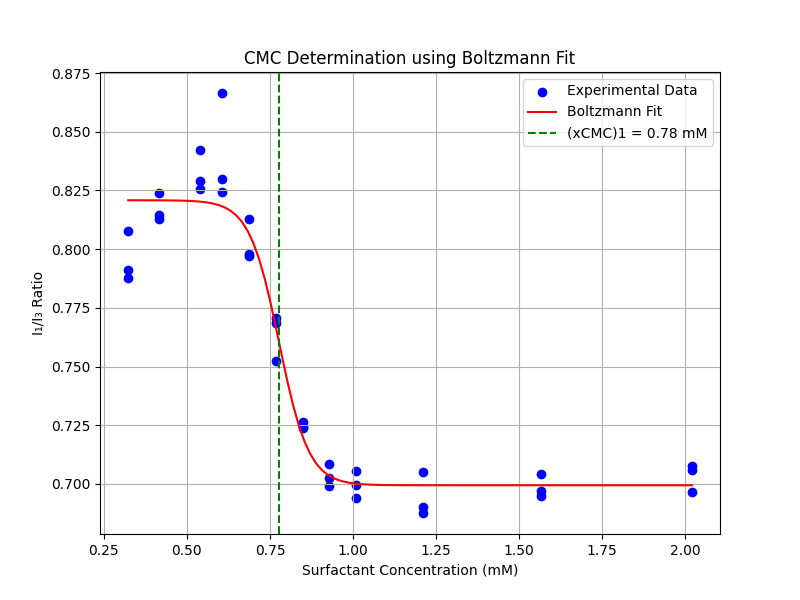 CMC Determination using Boltzmann Fit
Experimental Data
Boltzmann Fit
(xCMC)1 = 0.78 mM
I₁/I₃ Ratio
0.875
0.850
0.825
0.800
0.775
0.750
0.725
0.700
0.25 0.50 0.75 1.00 1.25 1.50 1.75 2.00
Surfactant Concentration (mM)